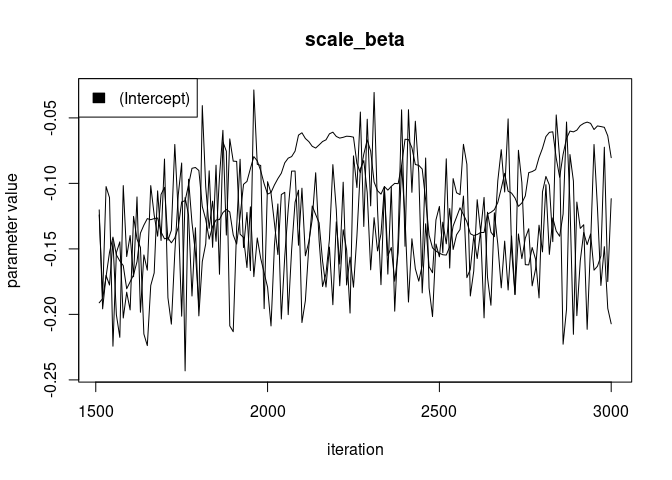 scale_beta
(Intercept)
parameter value
-0.05
-0.10
-0.15
-0.20
-0.25
1500 2000 2500 3000
iteration